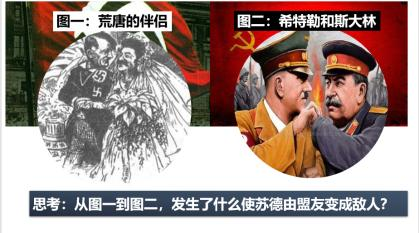 图一：荒唐的伴侣
图二：希特勒和斯大林
思考：从图一到图二，发生了什么使苏德由盟友变成敌人?